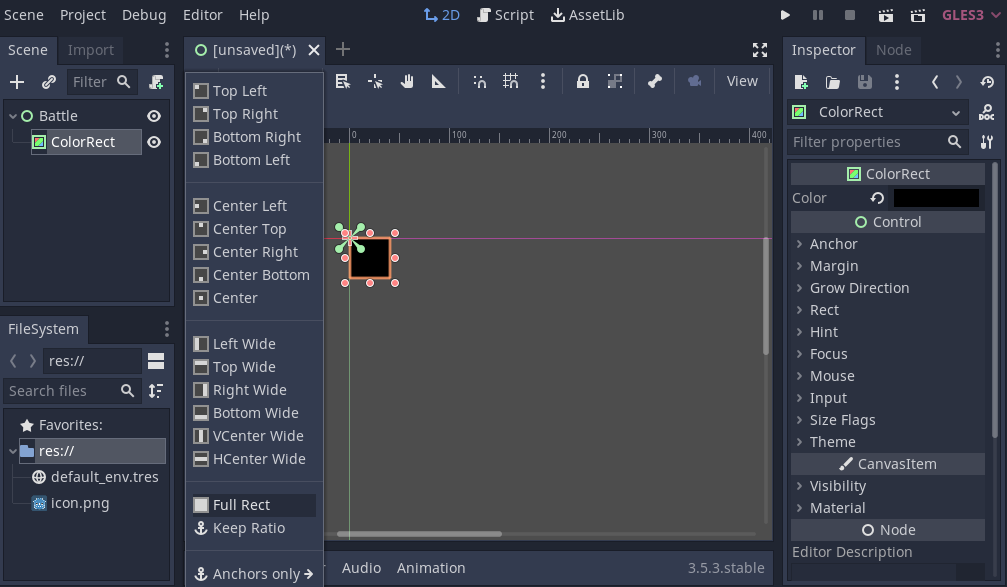 Scene Project Debug Editor Help 2D Script AssetLib GLES3
Scene Import
Filter
Battle
ColorRect
FileSystem
res://
Search files
Favorites:
res://
default_env.tres
icon.png
[unsaved](*)
View
0 100 200 300 400
Top Left
Top Right
Bottom Right
Bottom Left
Center Left
Center Top
Center Right
Center Bottom
Center
Left Wide
Top Wide
Right Wide
Bottom Wide
VCenter Wide
HCenter Wide
Full Rect
Keep Ratio
Anchors only
Audio Animation 3.5.3.stable
Inspector Node
ColorRect
DOC
Filter properties
ColorRect
Color
Control
Anchor
Margin
Grow Direction
Rect
Hint
Focus
Mouse
Input
Size Flags
Theme
CanvasItem
Visibility
Material
Node
Editor Description